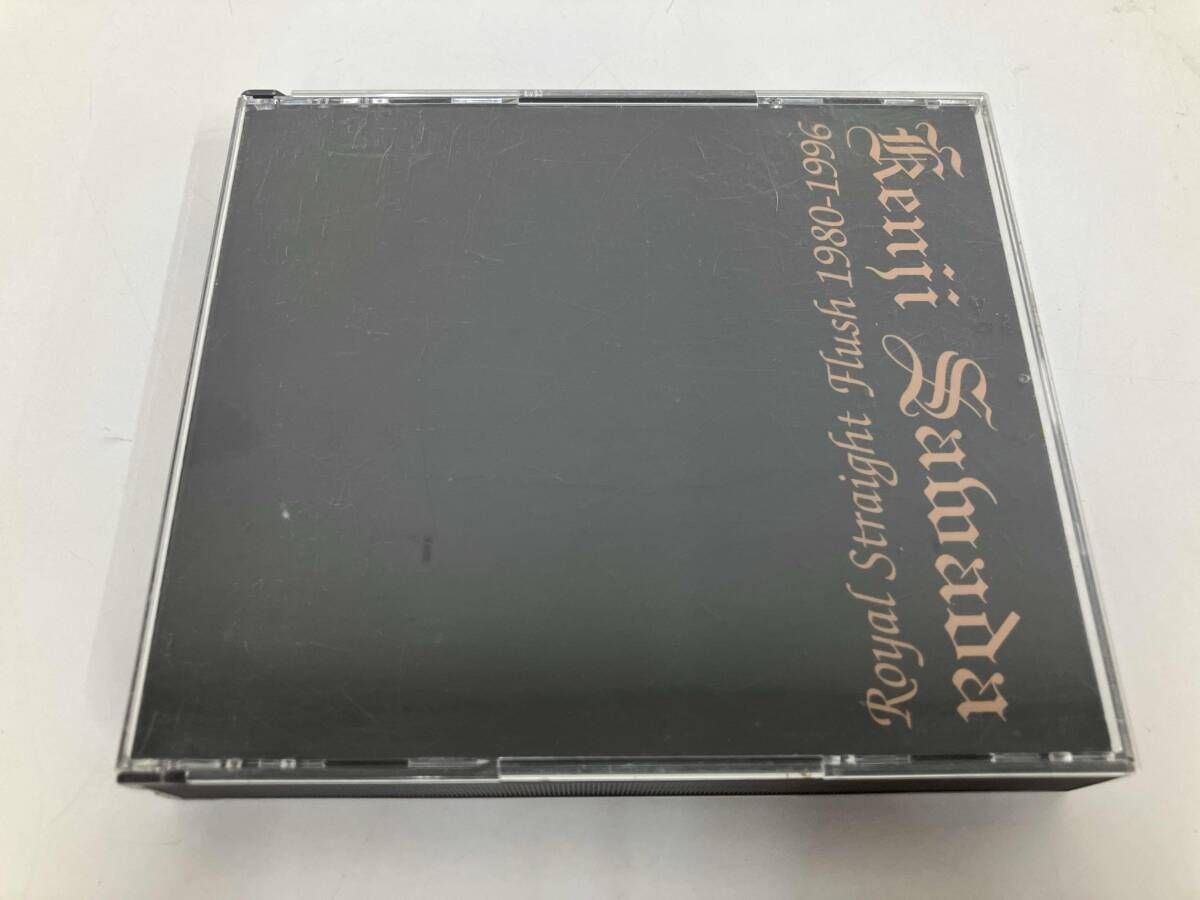 Kenji Sawada
Royal Straight Flush 1980-1996